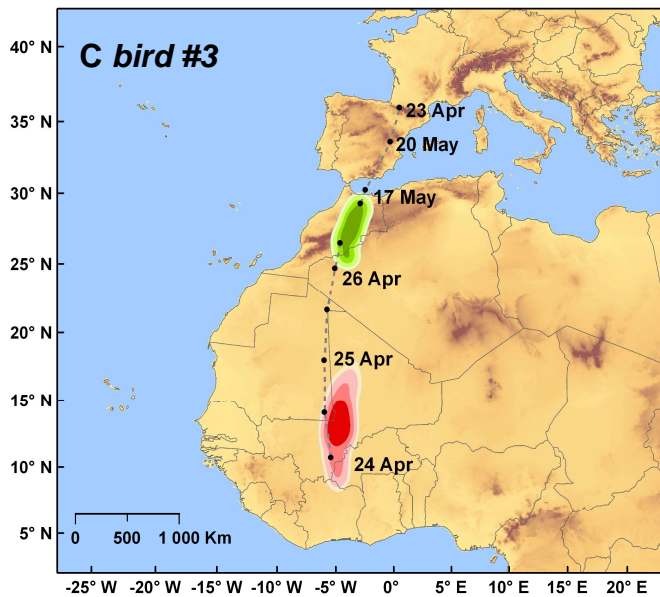 C bird #3
40° N
35° N
30° N
25° N
20° N
15° N
10° N
5° N
23 Apr
20 May
17 May
26 Apr
25 Apr
24 Apr
0 500 1 000 Km
-25° W -20° W -15° W -10° W -5° W 0° 5° E 10° E 15° E 20° E